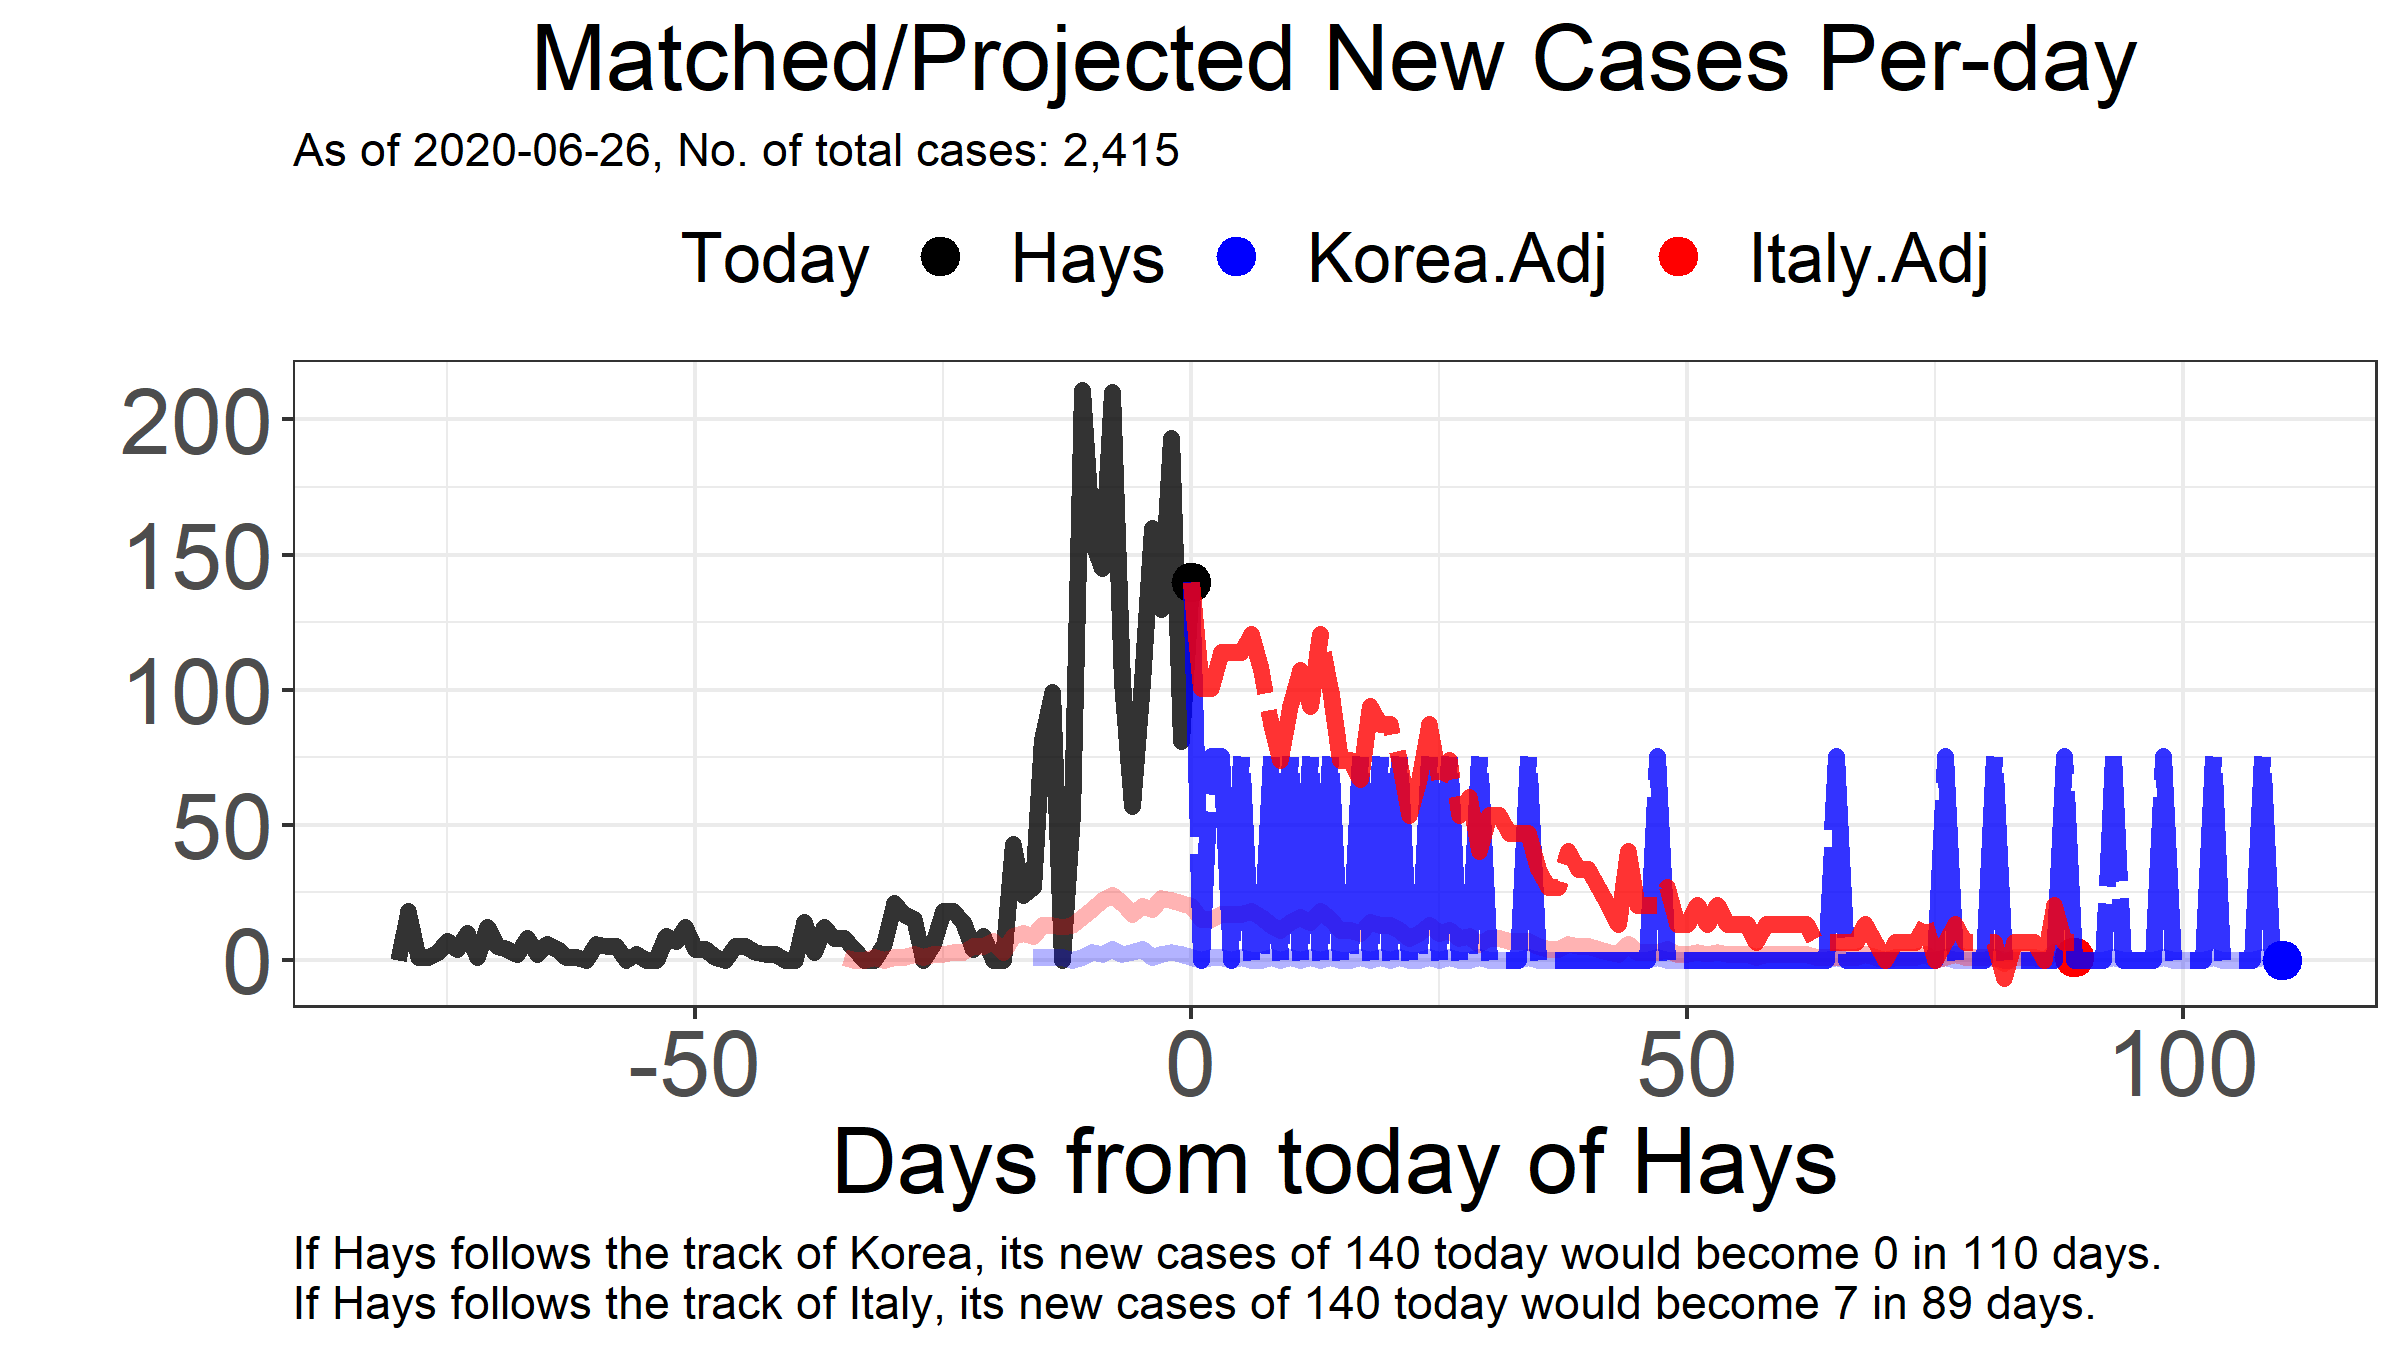 Matched/Projected New Cases Per-day
As of 2020-06-26, No. of total cases: 2,415
Today Hays Korea.Adj Italy.Adj
200
150
100
50
0
-50 0 50 100
Days from today of Hays
If Hays follows the track of Korea, its new cases of 140 today would become 0 in 110 days.
If Hays follows the track of Italy, its new cases of 140 today would become 7 in 89 days.